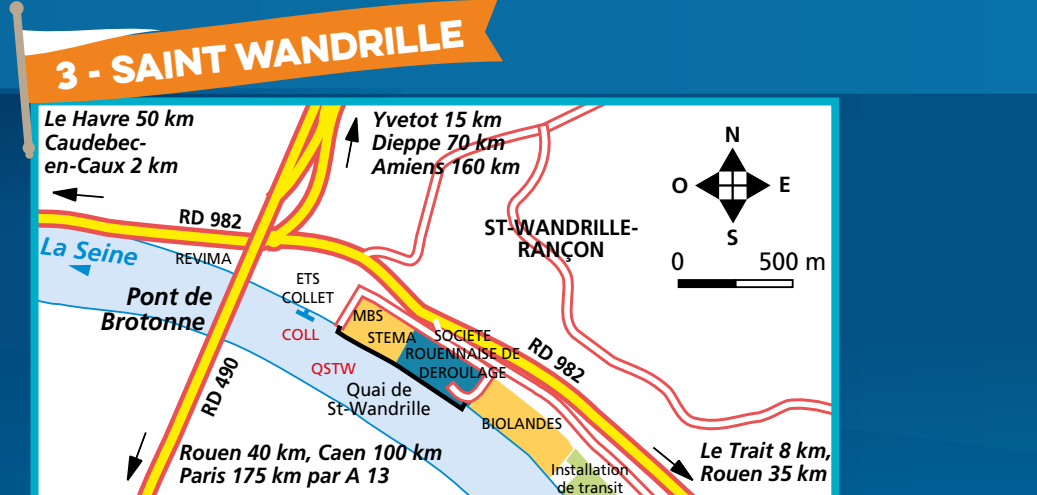 3 - SAINT WANDRILLE
Le Havre 50 km
Caudebec-
en-Caux 2 km
Yvetot 15 km
Dieppe 70 km
Amiens 160 km
N
O
E
S
0
500 m
RD 982
ST-WANDRILLE-
RANÇON
La Seine
REVIMA
Pont de
Brotonne
ETS
COLLET
COLL
MBS
STEMA
SOCIETE
ROUENNAISE DE
DEROULAGE
RD 982
QSTW
Quai de
St-Wandrille
RD 490
BIOLANDES
Rouen 40 km, Caen 100 km
Paris 175 km par A 13
Le Trait 8 km,
Rouen 35 km
Installation
de transit